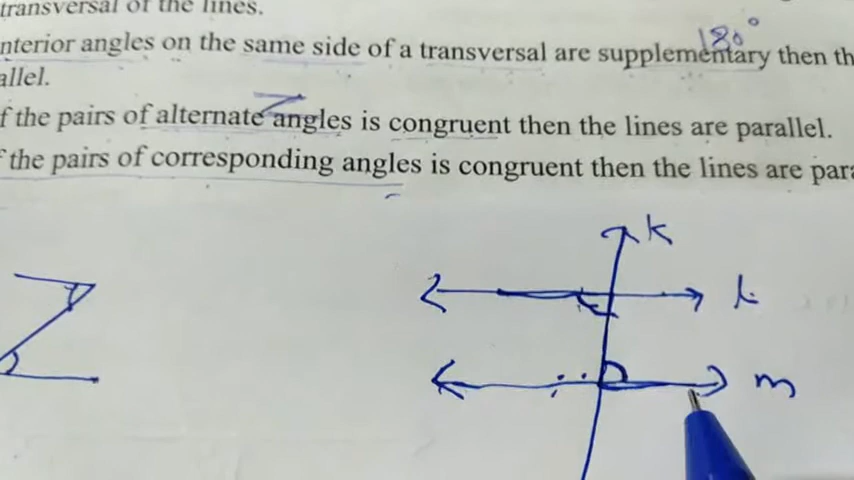 transversal of the lines.
180°
nterior angles on the same side of a transversal are supplementary then th
allel.
f the pairs of alternate angles is congruent then the lines are parallel.
f the pairs of corresponding angles is congruent then the lines are para
k
l
m